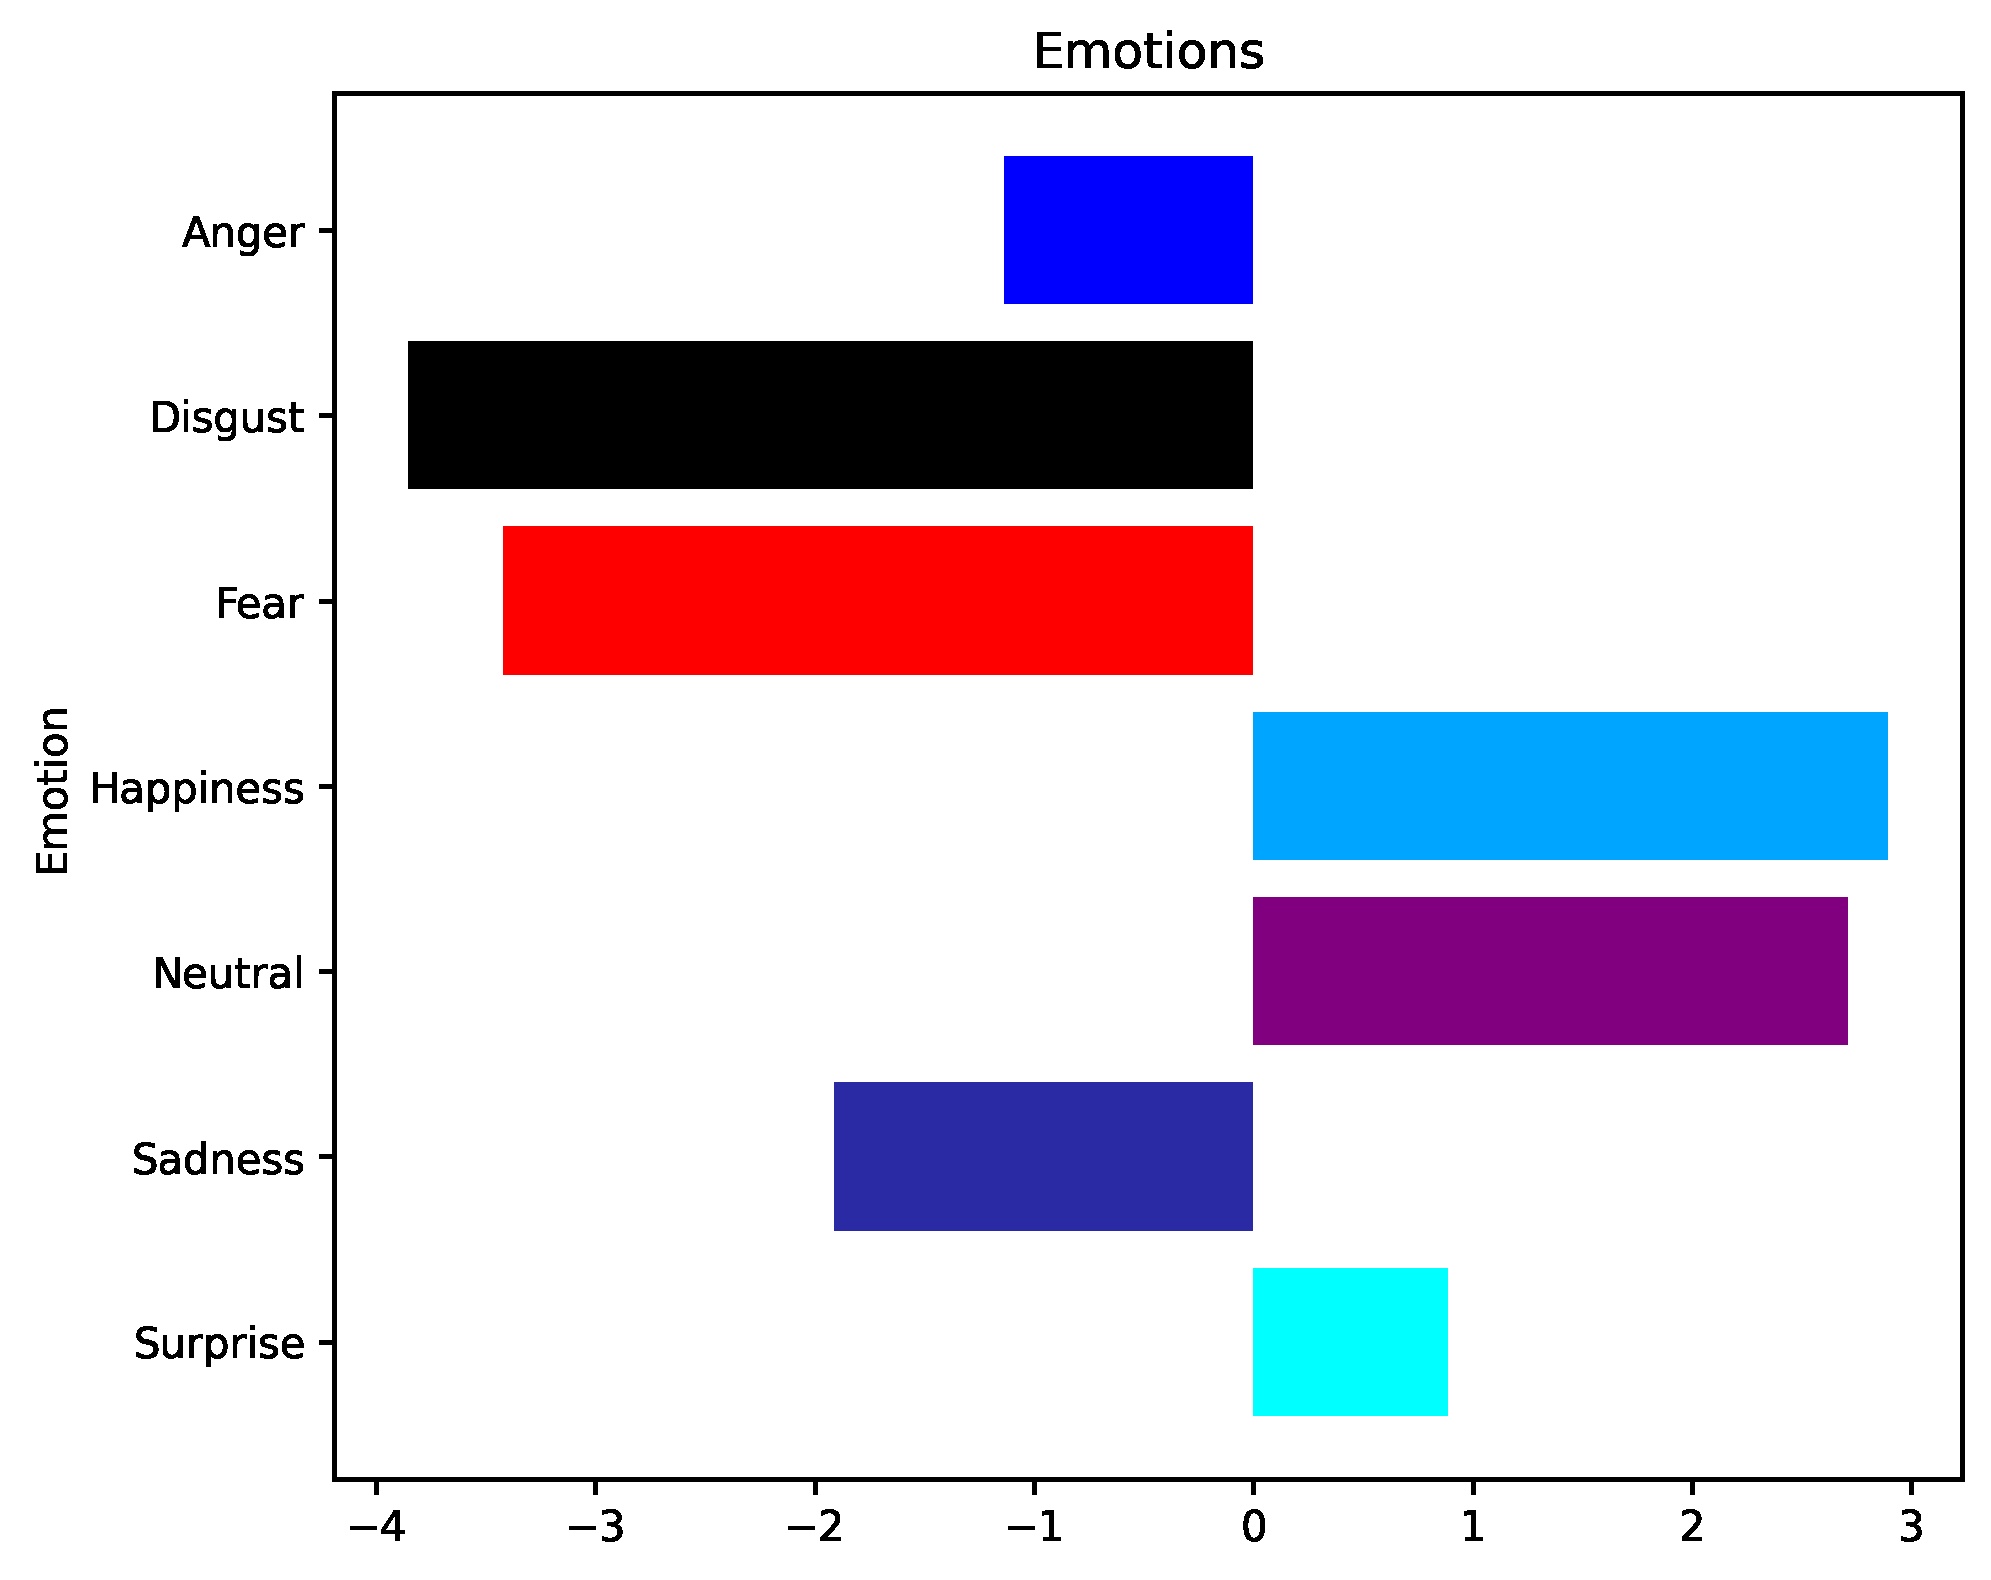 Emotions
Anger
Disgust
Fear
Happiness
Neutral
Sadness
Surprise
Emotion
−4 −3 −2 −1 0 1 2 3